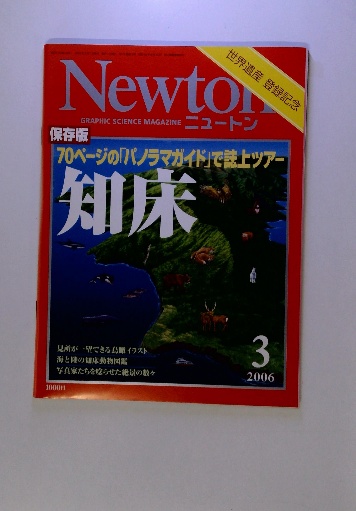 世界遺産 登録記念
Newton
GRAPHIC SCIENCE MAGAZINE ニュートン
保存版
70ページの「パノラマガイド」で誌上ツアー
知床
見所が一望できる鳥瞰イラスト
海と陸の知床動物図鑑
写真家たちを唸らせた絶景の数々
3
2006